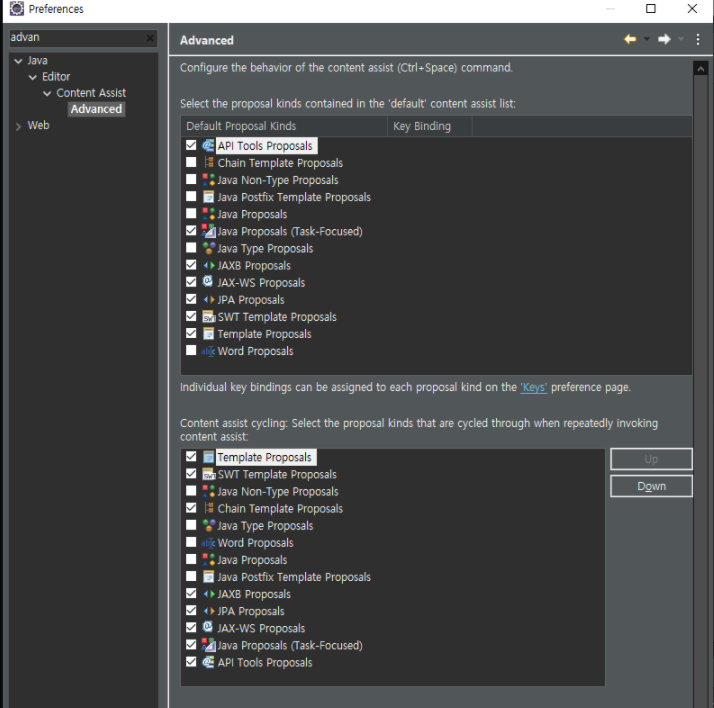 Preferences
advan
Java
Editor
Content Assist
Advanced
Web
Advanced
Configure the behavior of the content assist (Ctrl+Space) command.
Select the proposal kinds contained in the 'default' content assist list:
Default Proposal Kinds Key Binding
API Tools Proposals
Chain Template Proposals
Java Non-Type Proposals
Java Postfix Template Proposals
Java Proposals
Java Proposals (Task-Focused)
Java Type Proposals
JAXB Proposals
JAX-WS Proposals
JPA Proposals
SWT Template Proposals
Template Proposals
Word Proposals
Individual key bindings can be assigned to each proposal kind on the 'Keys' preference page.
Content assist cycling: Select the proposal kinds that are cycled through when repeatedly invoking
content assist:
Template Proposals
SWT Template Proposals
Java Non-Type Proposals
Chain Template Proposals
Java Type Proposals
Word Proposals
Java Proposals
Java Postfix Template Proposals
JAXB Proposals
JPA Proposals
JAX-WS Proposals
Java Proposals (Task-Focused)
API Tools Proposals
Up
Down